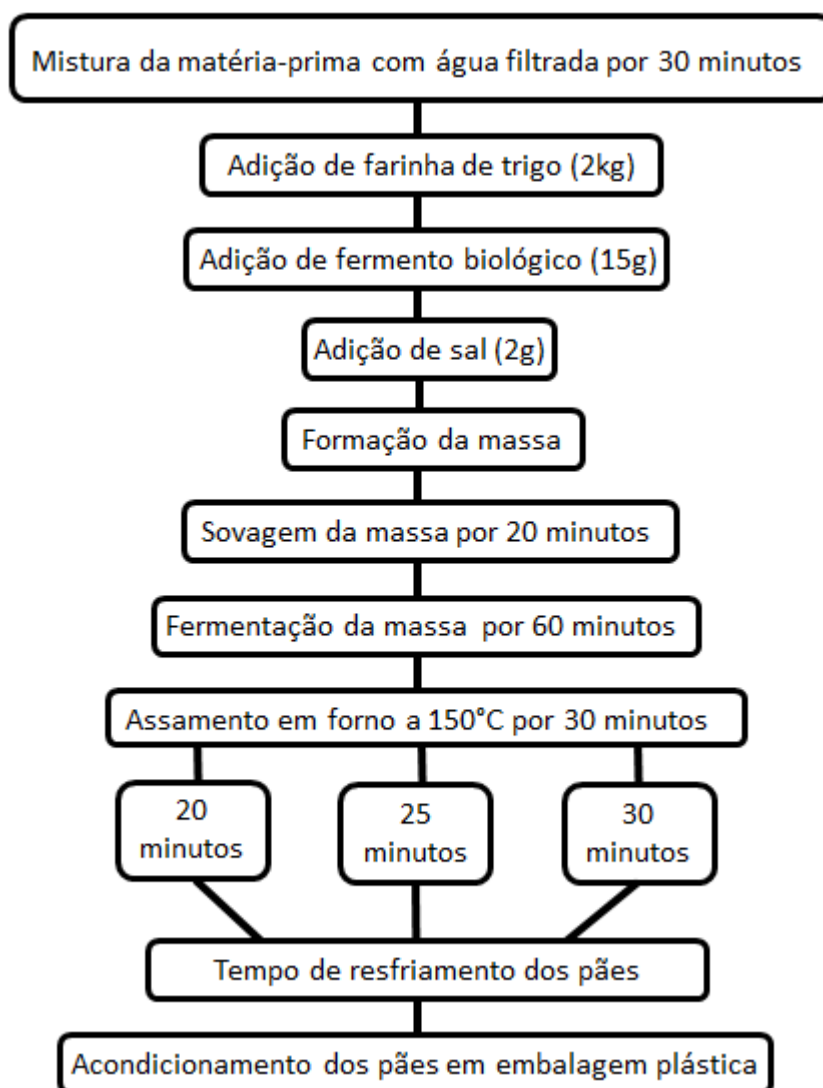 Mistura da matéria-prima com água filtrada por 30 minutos
Adição de farinha de trigo (2kg)
Adição de fermento biológico (15g)
Adição de sal (2g)
Formação da massa
Sovagem da massa por 20 minutos
Fermentação da massa por 60 minutos
Assamento em forno a 150°C por 30 minutos
20
minutos
25
minutos
30
minutos
Tempo de resfriamento dos pães
Acondicionamento dos pães em embalagem plástica